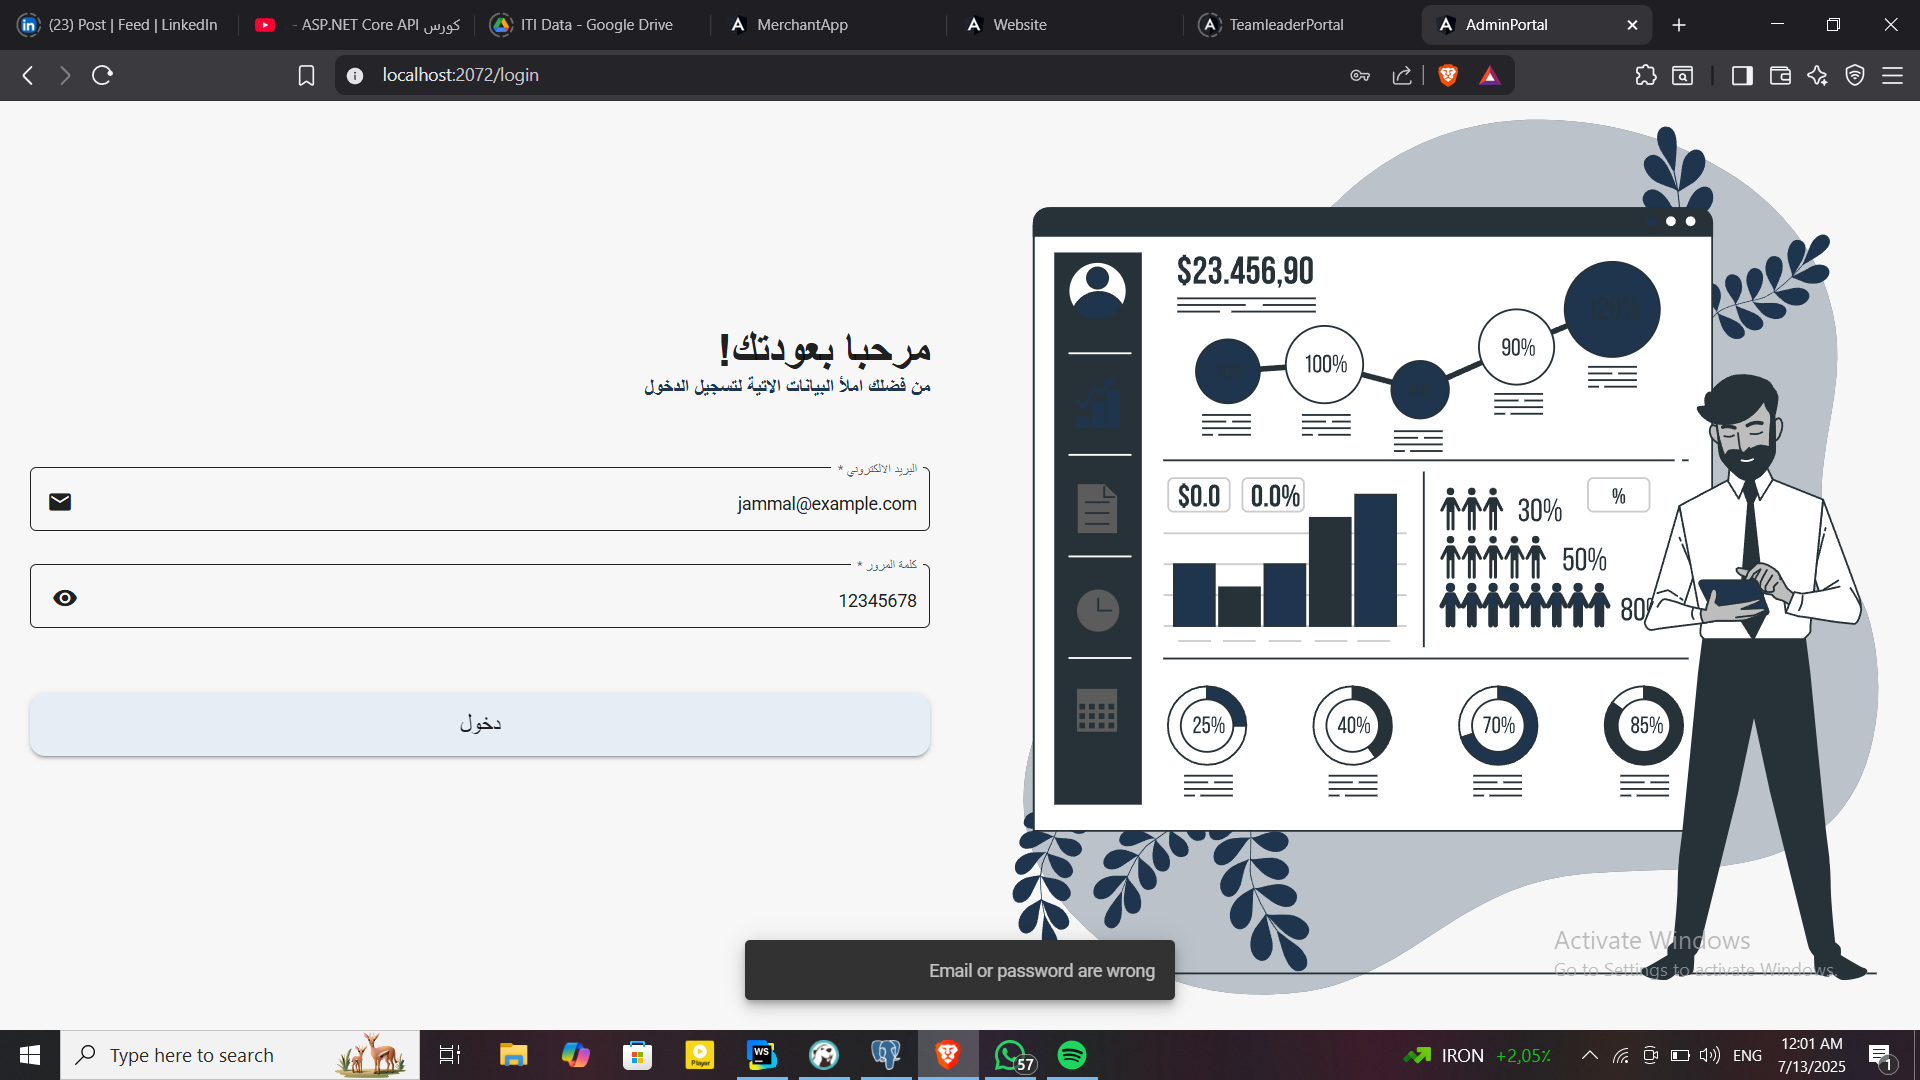 (23) Post | Feed | LinkedIn
كورس ASP.NET Core API -
ITI Data - Google Drive
MerchantApp
Website
TeamleaderPortal
AdminPortal
localhost:2072/login
مرحبا بعودتك!
من فضلك املأ البيانات الاتية لتسجيل الدخول
البريد الالكتروني *
jammal@example.com
كلمة المرور *
12345678
دخول
$23.456,90
100%
90%
120%
$0.0
0.0%
30%
%
50%
80
25%
40%
70%
85%
Email or password are wrong
Activate Windows
Go to Settings to activate Windows.
Type here to search
Player
WS
57
IRON +2,05%
ENG
12:01 AM
7/13/2025
1